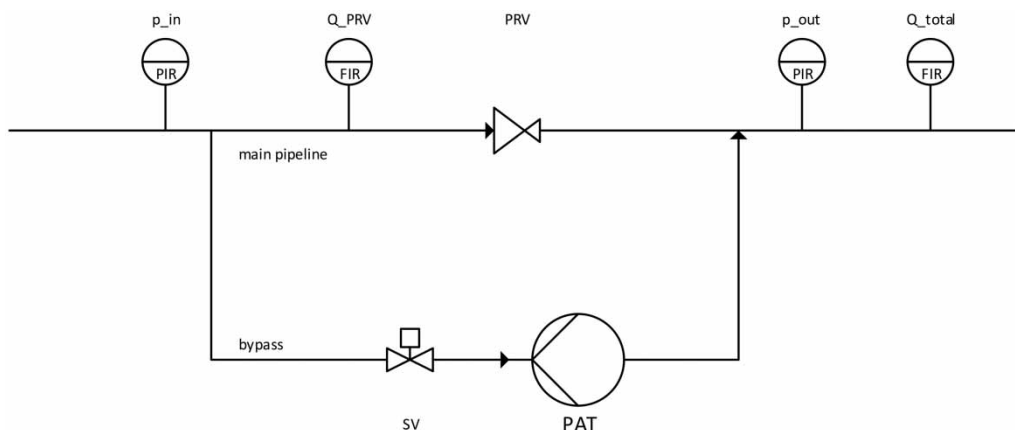 p_in
Q_PRV
PRV
p_out
Q_total
PIR
FIR
PIR
FIR
main pipeline
bypass
SV
PAT